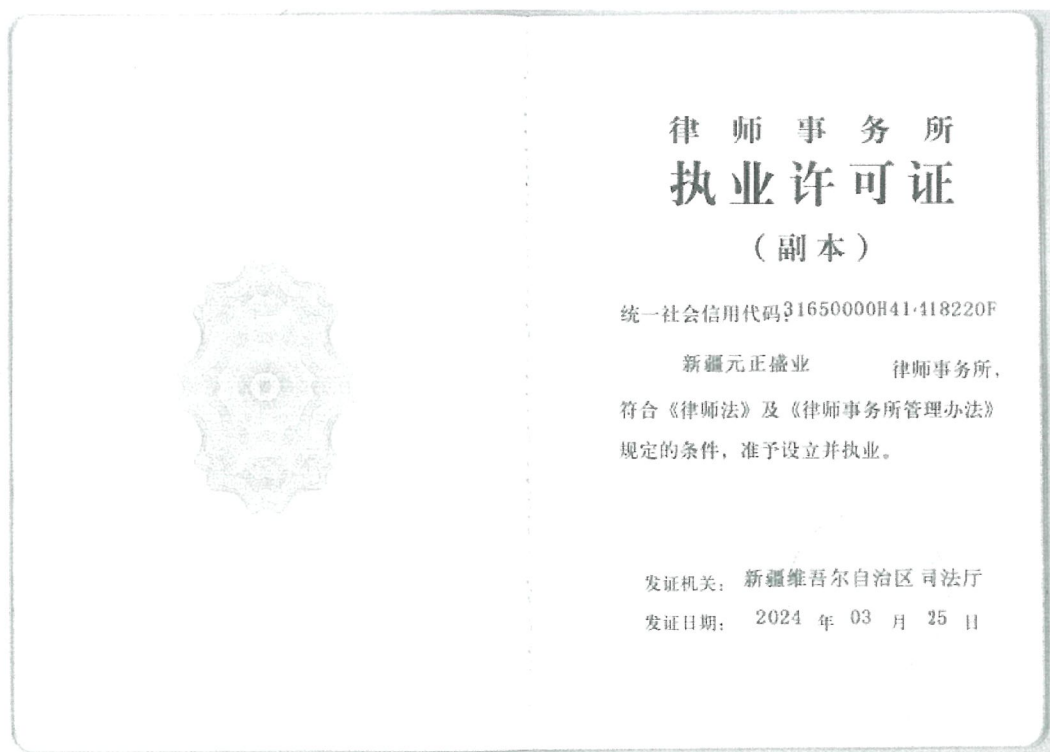 律师事务所
执业许可证
（副本）
统一社会信用代码：31650000H41418220F
新疆元正盛业 律师事务所，
符合《律师法》及《律师事务所管理办法》
规定的条件，准予设立并执业。
发证机关： 新疆维吾尔自治区司法厅
发证日期： 2024 年 03 月 25 日